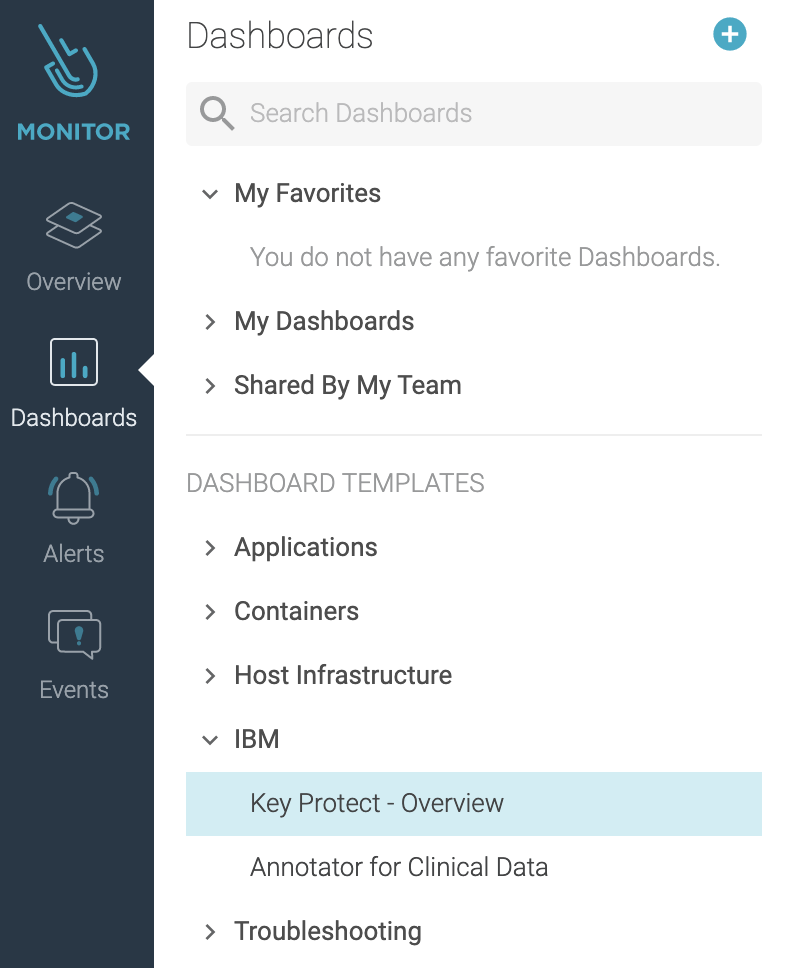 MONITOR
Overview
Dashboards
Alerts
Events
Dashboards
Search Dashboards
My Favorites
You do not have any favorite Dashboards.
My Dashboards
Shared By My Team
DASHBOARD TEMPLATES
Applications
Containers
Host Infrastructure
IBM
Key Protect - Overview
Annotator for Clinical Data
Troubleshooting